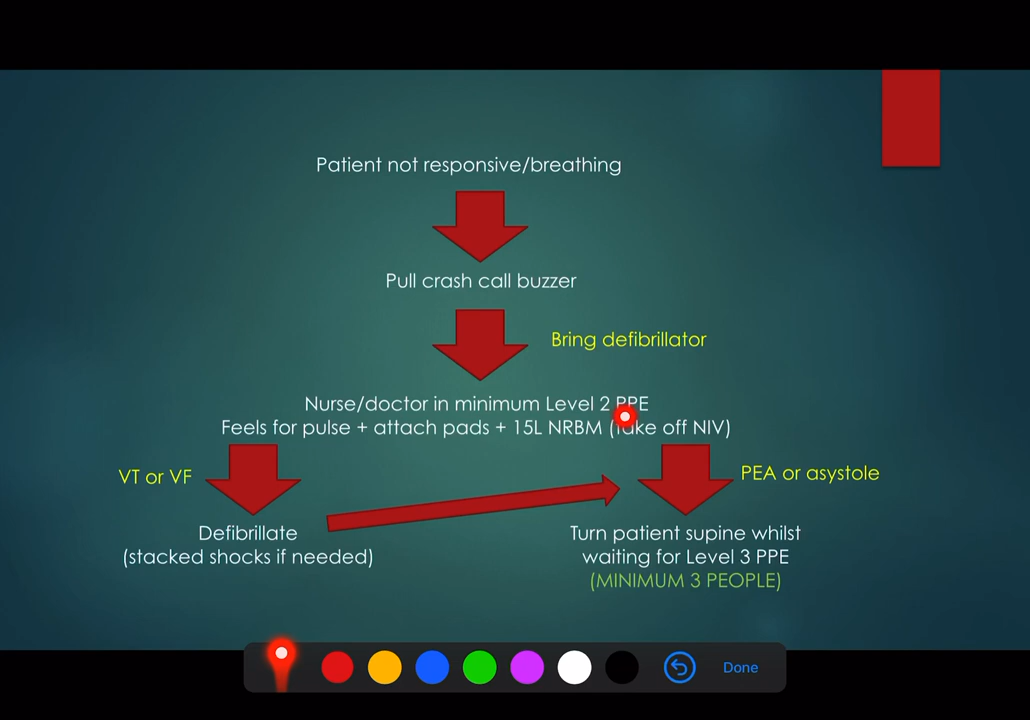 Patient not responsive/breathing
Pull crash call buzzer
Bring defibrillator
Nurse/doctor in minimum Level 2 PPE
Feels for pulse + attach pads + 15L NRBM (Take off NIV)
VT or VF
PEA or asystole
Defibrillate
(stacked shocks if needed)
Turn patient supine whilst
waiting for Level 3 PPE
(MINIMUM 3 PEOPLE)
Done